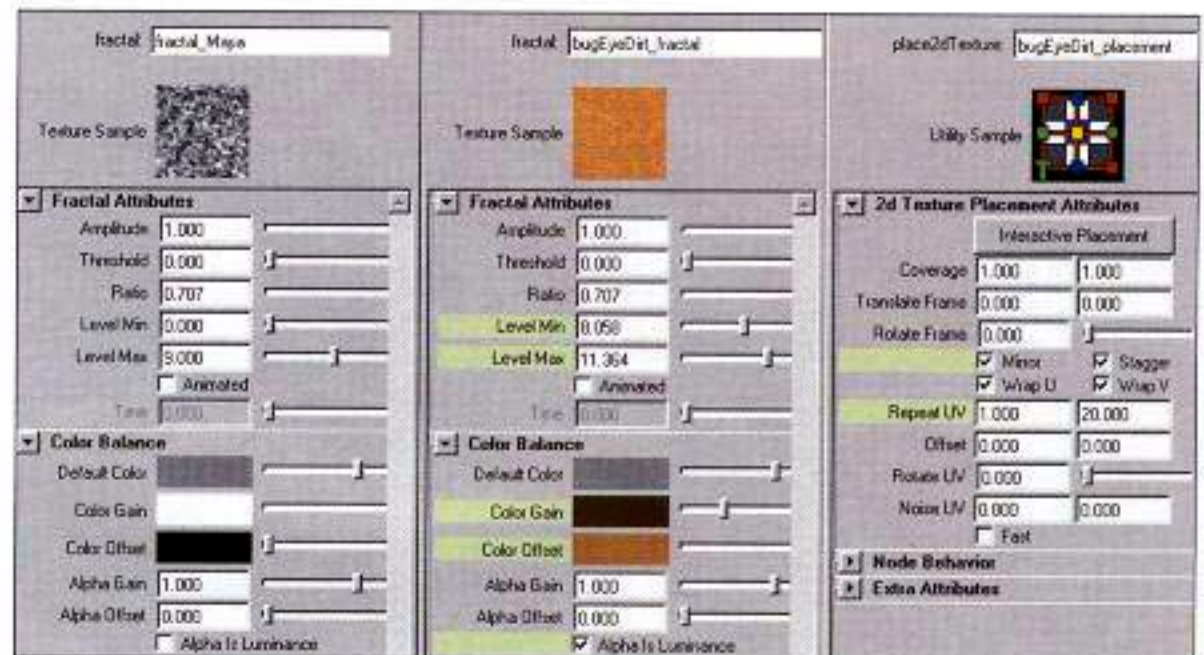 fractal: fractal_Maya
Texture Sample
Fractal Attributes
Amplitude 1.000
Threshold 0.000
Ratio 0.707
Level Min 0.000
Level Max 9.000
Animated
Time 0.000
Color Balance
Default Color
Color Gain
Color Offset
Alpha Gain 1.000
Alpha Offset 0.000
Alpha Is Luminance
fractal: bugEyeDirt_fractal
Texture Sample
Fractal Attributes
Amplitude 1.000
Threshold 0.000
Ratio 0.707
Level Min 8.058
Level Max 11.364
Animated
Time 0.000
Color Balance
Default Color
Color Gain
Color Offset
Alpha Gain 1.000
Alpha Offset 0.000
Alpha Is Luminance
place2dTexture: bugEyeDirt_placement
Utility Sample
2d Texture Placement Attributes
Interactive Placement
Coverage 1.000 1.000
Translate Frame 0.000 0.000
Rotate Frame 0.000
Mirror Stagger
Wrap U Wrap V
Repeat UV 1.000 20.000
Offset 0.000 0.000
Rotate UV 0.000
Noise UV 0.000 0.000
Fast
Node Behavior
Extra Attributes